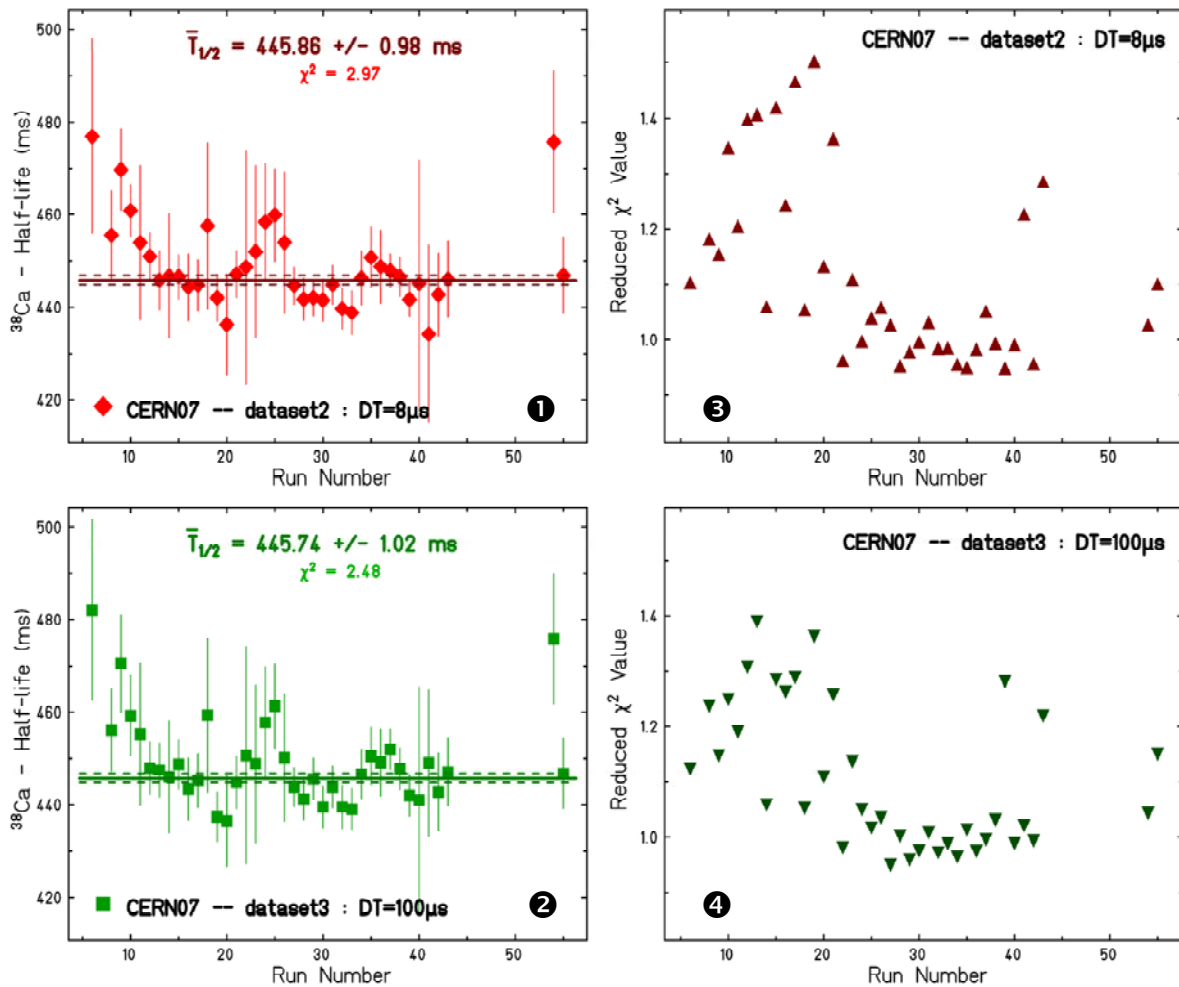 T̅1/2 = 445.86 +/- 0.98 ms
χ² = 2.97
³⁸Ca - Half-life (ms)
500
480
460
440
420
CERN07 -- dataset2 : DT=8μs
❶
10 20 30 40 50
Run Number
CERN07 -- dataset2 : DT=8μs
Reduced χ² Value
1.4
1.2
1.0
❸
10 20 30 40 50
Run Number
T̅1/2 = 445.74 +/- 1.02 ms
χ² = 2.48
³⁸Ca - Half-life (ms)
500
480
460
440
420
CERN07 -- dataset3 : DT=100μs
❷
10 20 30 40 50
Run Number
CERN07 -- dataset3 : DT=100μs
Reduced χ² Value
1.4
1.2
1.0
❹
10 20 30 40 50
Run Number